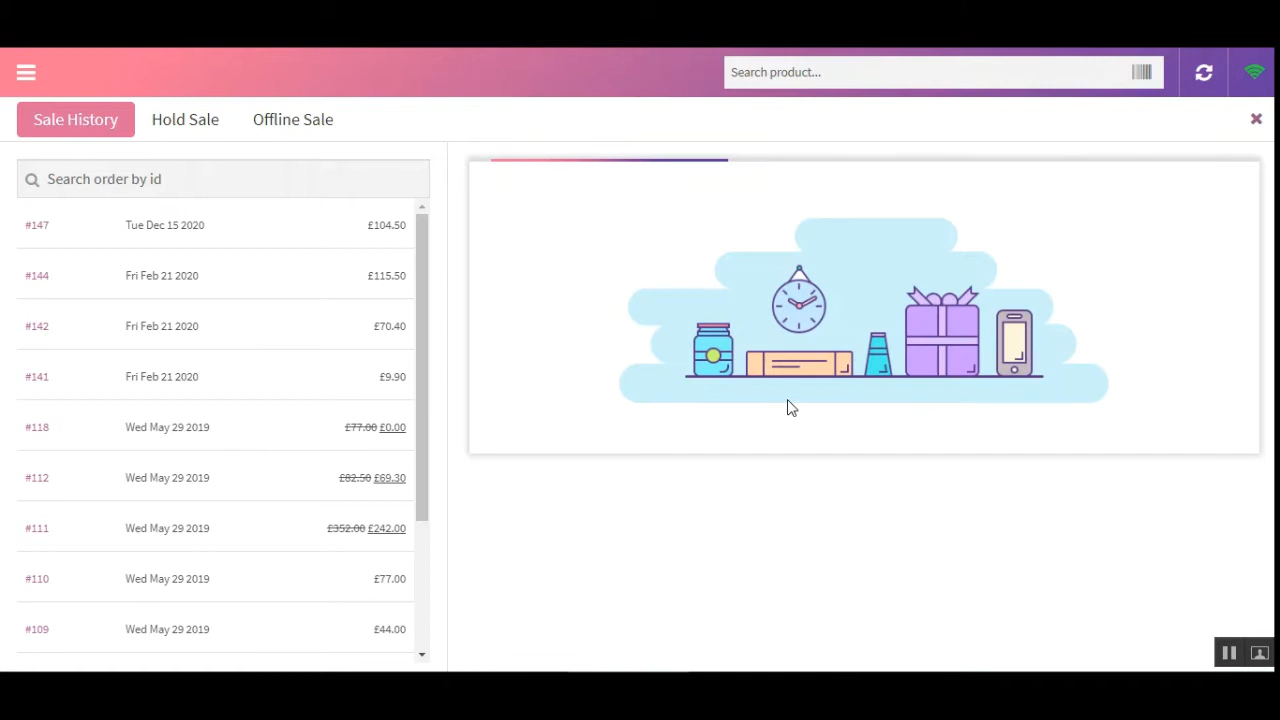 Search product...
Sale History Hold Sale Offline Sale
Search order by id
#147 Tue Dec 15 2020 £104.50
#144 Fri Feb 21 2020 £115.50
#142 Fri Feb 21 2020 £70.40
#141 Fri Feb 21 2020 £9.90
#118 Wed May 29 2019 £77.00 £0.00
#112 Wed May 29 2019 £82.50 £69.30
#111 Wed May 29 2019 £352.00 £242.00
#110 Wed May 29 2019 £77.00
#109 Wed May 29 2019 £44.00